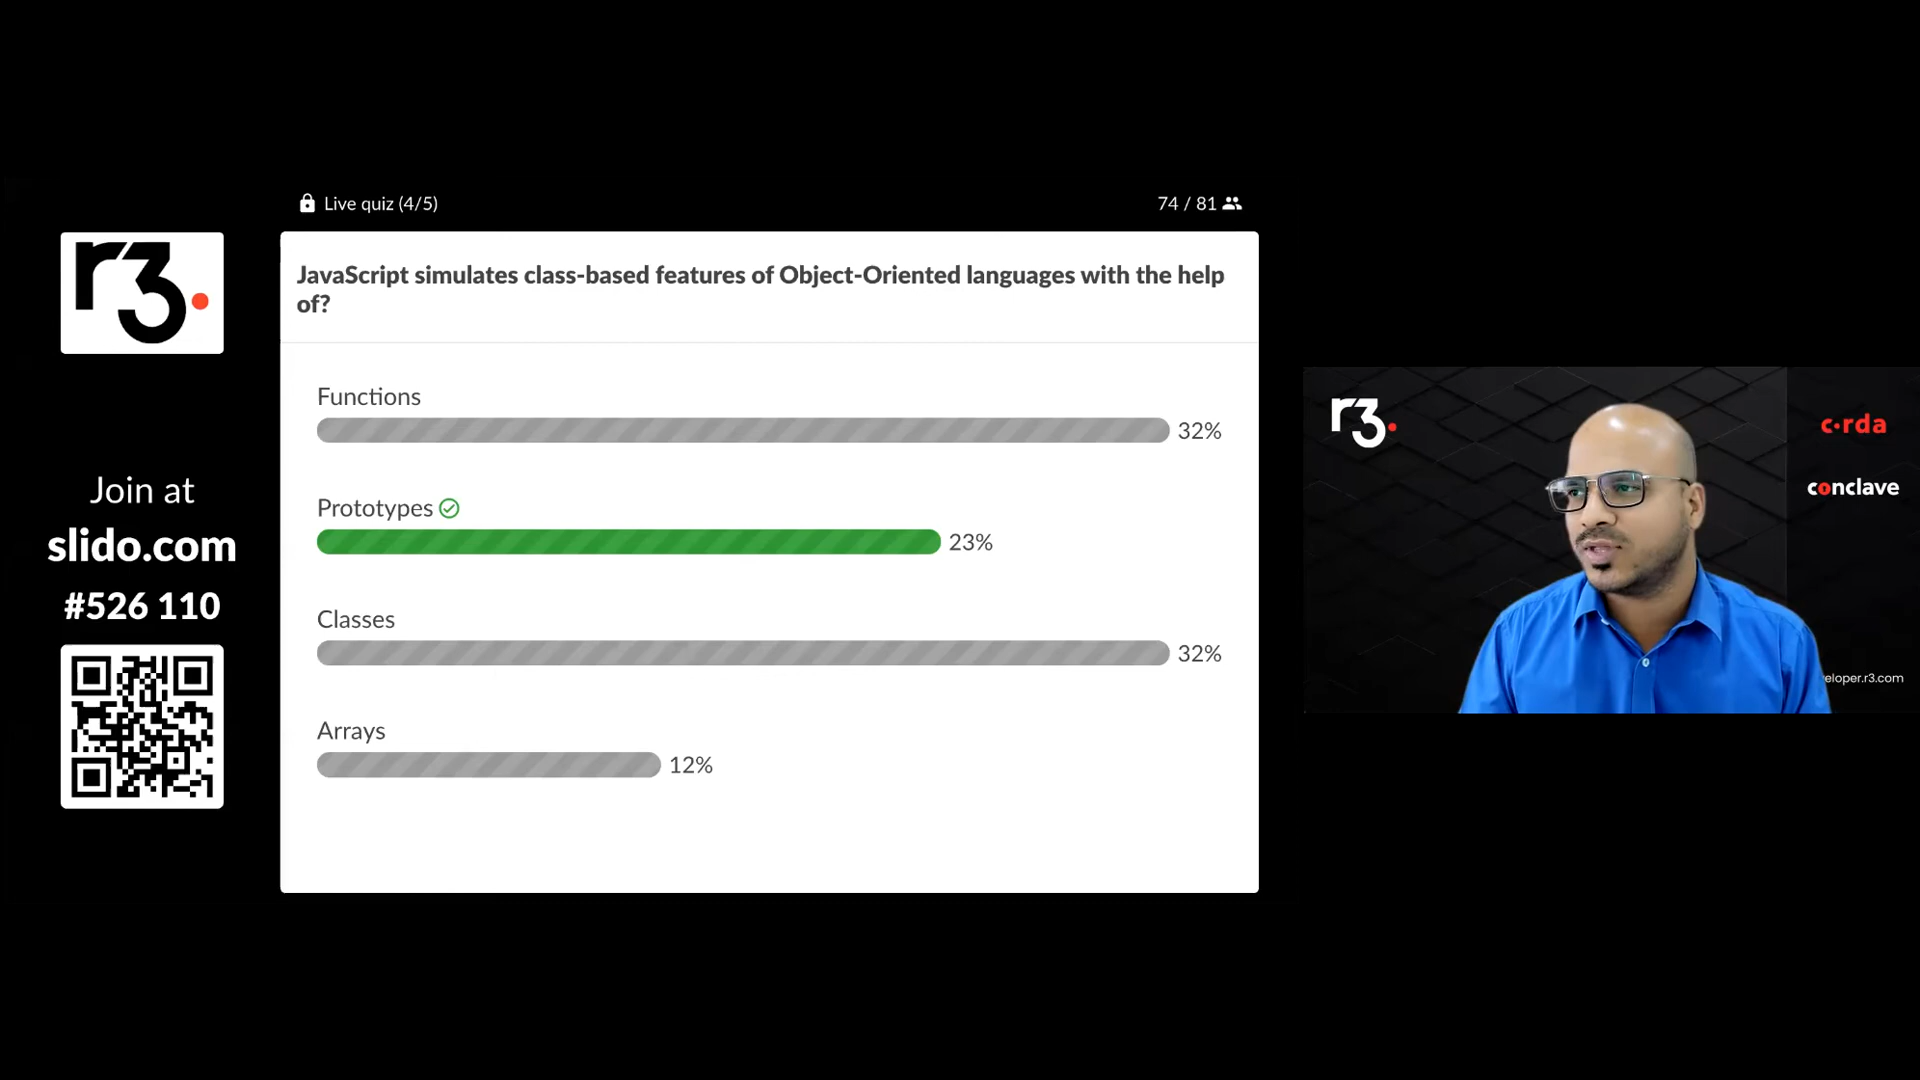 Live quiz (4/5)
74 / 81
r3.
JavaScript simulates class-based features of Object-Oriented languages with the help
of?
Functions
32%
Prototypes
23%
Classes
32%
Arrays
12%
Join at
slido.com
#526 110
r3.
c·rda
conclave
eloper.r3.com